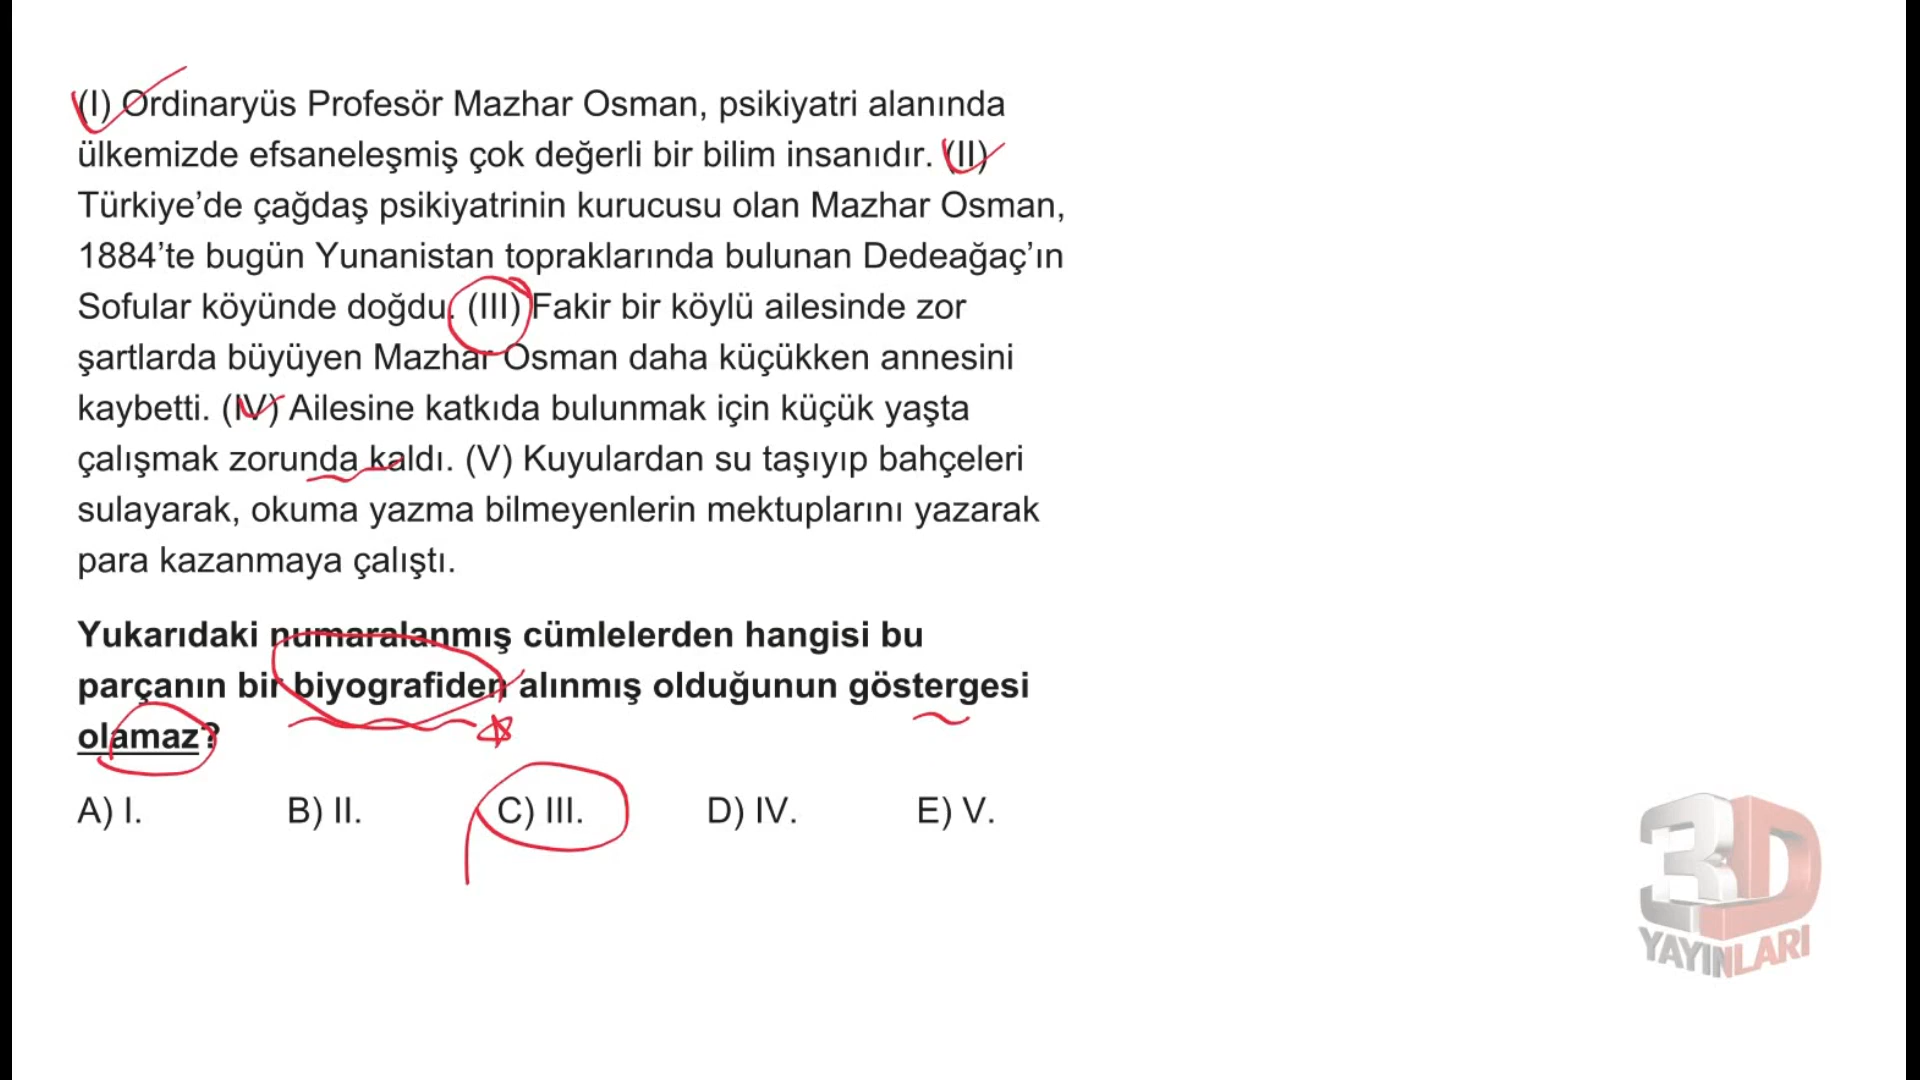 (I) Ordinaryüs Profesör Mazhar Osman, psikiyatri alanında
ülkemizde efsaneleşmiş çok değerli bir bilim insanıdır. (II)
Türkiye’de çağdaş psikiyatrinin kurucusu olan Mazhar Osman,
1884’te bugün Yunanistan topraklarında bulunan Dedeağaç’ın
Sofular köyünde doğdu. (III) Fakir bir köylü ailesinde zor
şartlarda büyüyen Mazhar Osman daha küçükken annesini
kaybetti. (IV) Ailesine katkıda bulunmak için küçük yaşta
çalışmak zorunda kaldı. (V) Kuyulardan su taşıyıp bahçeleri
sulayarak, okuma yazma bilmeyenlerin mektuplarını yazarak
para kazanmaya çalıştı.
Yukarıdaki numaralanmış cümlelerden hangisi bu
parçanın bir biyografiden alınmış olduğunun göstergesi
olamaz?
A) I. B) II. C) III. D) IV. E) V.
3D
YAYINLARI